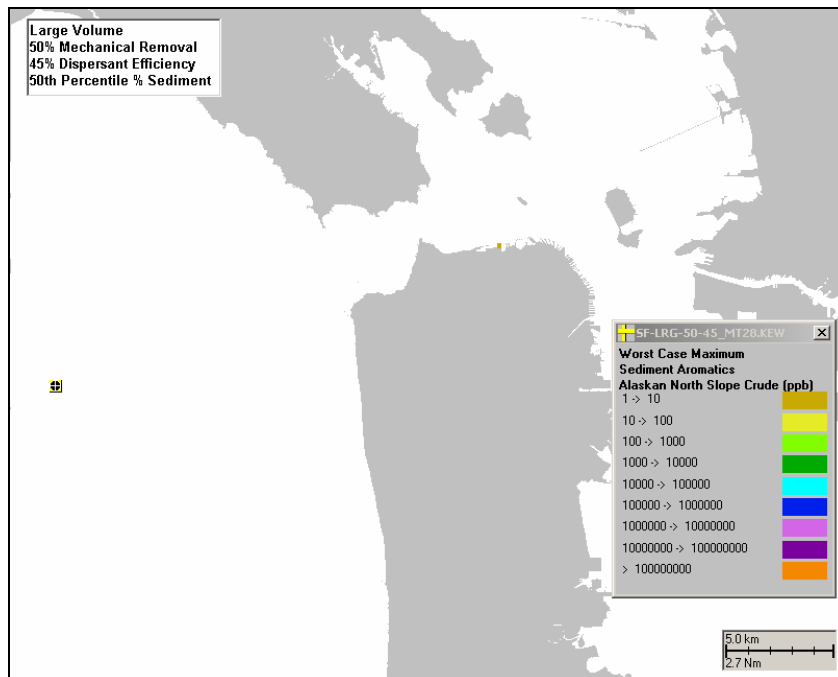 Large Volume
50% Mechanical Removal
45% Dispersant Efficiency
50th Percentile % Sediment
SF-LRG-50-45_MT28.KEW
Worst Case Maximum
Sediment Aromatics
Alaskan North Slope Crude (ppb)
1 -> 10
10 -> 100
100 -> 1000
1000 -> 10000
10000 -> 100000
100000 -> 1000000
1000000 -> 10000000
10000000 -> 100000000
> 100000000
5.0 km
2.7 Nm